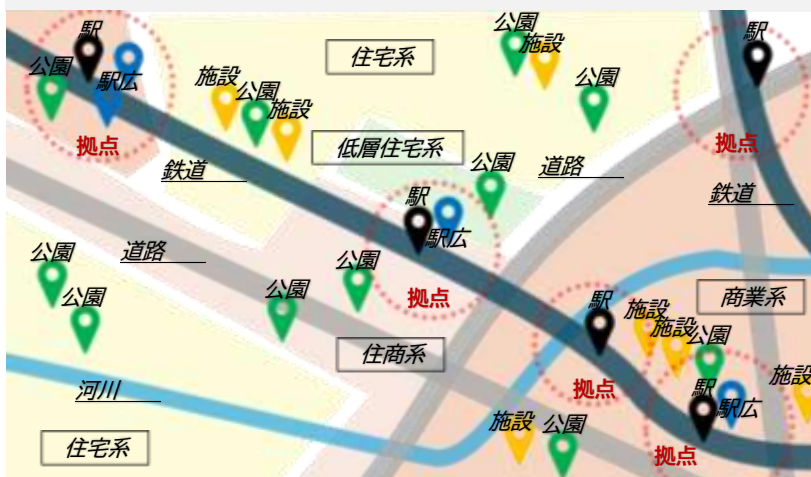 駅
公園
駅広
拠点
施設
公園
施設
住宅系
公園
施設
公園
駅
拠点
低層住宅系
鉄道
公園
道路
鉄道
駅
駅広
拠点
道路
公園
公園
公園
公園
住商系
河川
住宅系
商業系
駅
拠点
施設
施設
公園
駅
駅広
拠点
施設
施設
公園